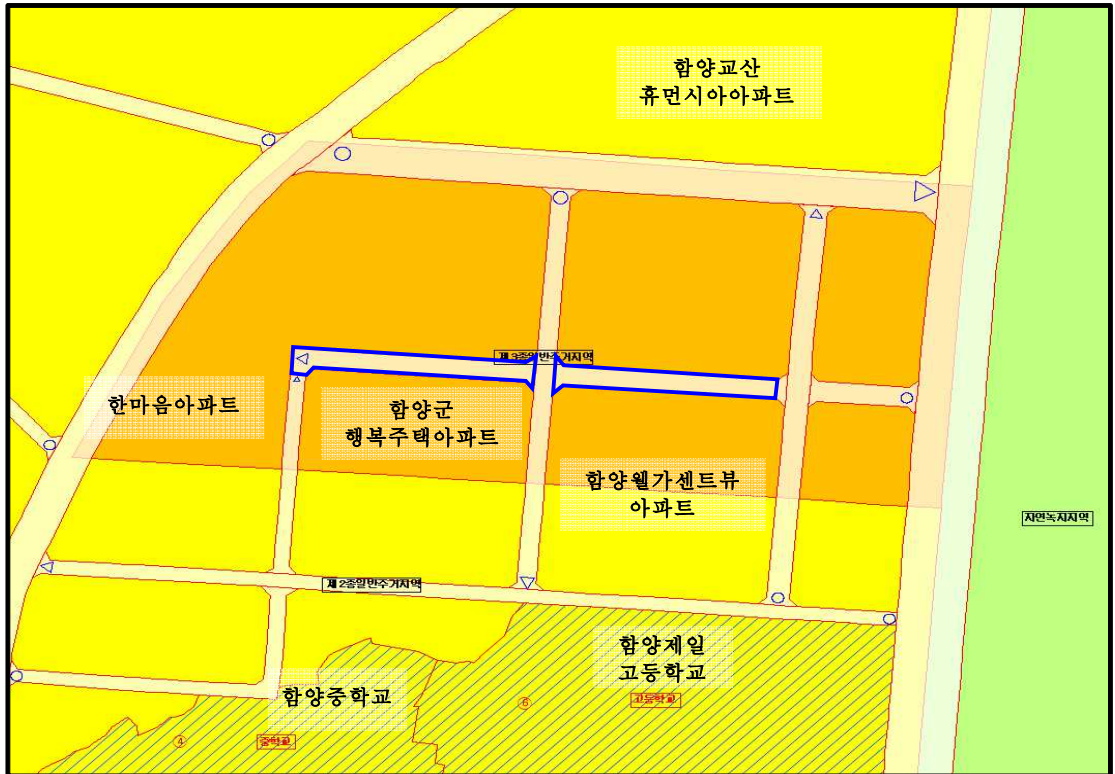 함양교산
휴먼시아아파트
제3종일반주거지역
한마음아파트
함양군
행복주택아파트
함양웰가센트뷰
아파트
자연녹지지역
제2종일반주거지역
함양제일
고등학교
함양중학교
⑥
고등학교
④
중학교